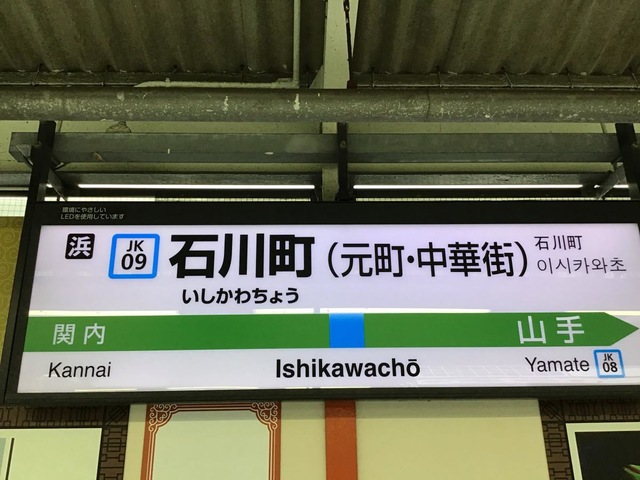 環境にやさしい
LEDを使用しています
浜 JK 09 石川町 (元町・中華街)
いしかわちょう
石川町
이시카와초
関内 山手
Kannai Ishikawachō Yamate JK 08